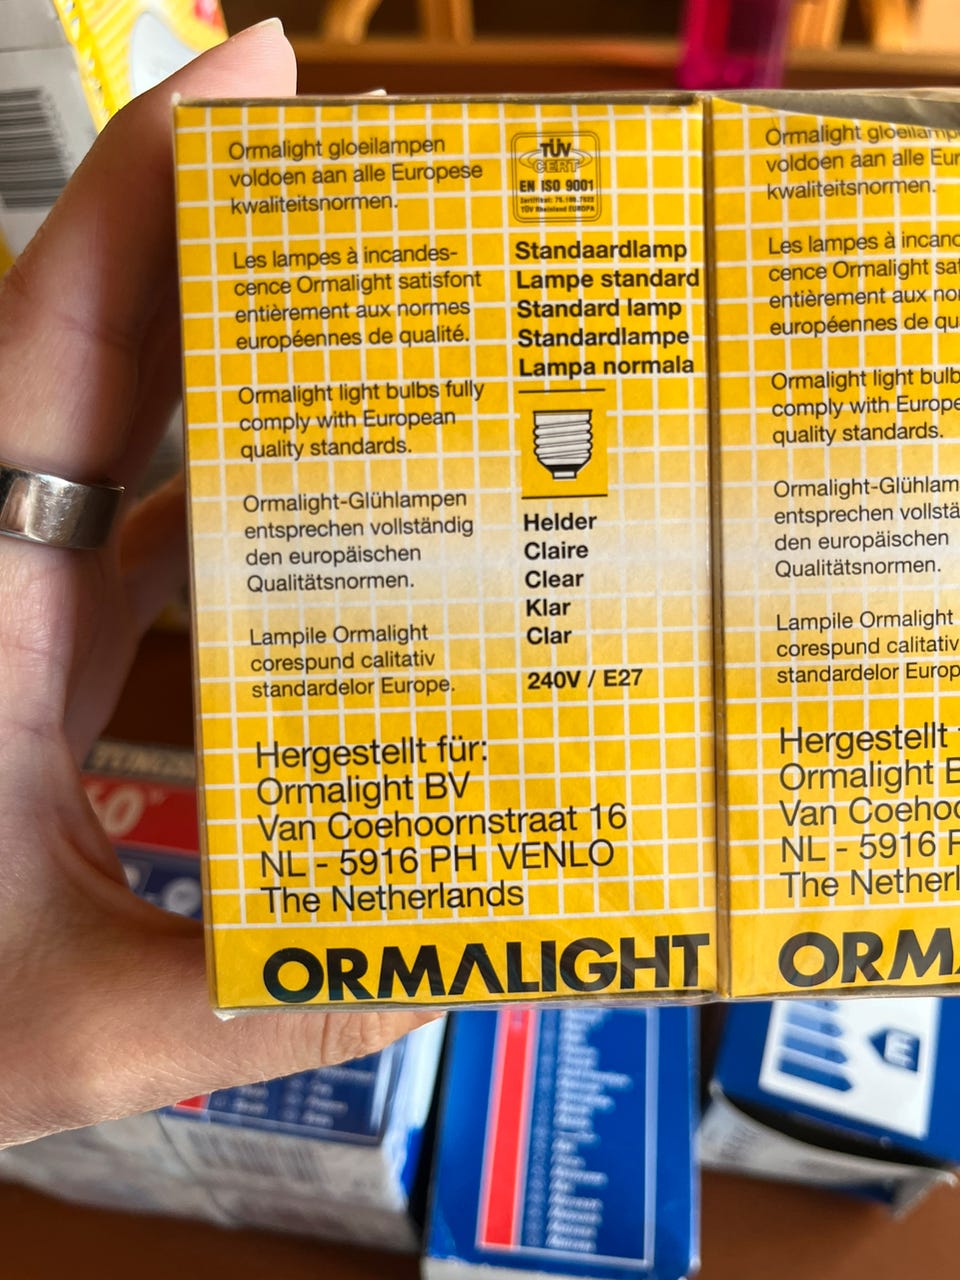 Ormalight gloeilampen
voldoen aan alle Europese
kwaliteitsnormen.
Les lampes à incandes-
cence Ormalight satisfont
entièrement aux normes
européennes de qualité.
Ormalight light bulbs fully
comply with European
quality standards.
Ormalight-Glühlampen
entsprechen vollständig
den europäischen
Qualitätsnormen.
Lampile Ormalight
corespund calitativ
standardelor Europe.
TÜV
CERT
EN ISO 9001
TÜV Rheinland EUROPA
Standaardlamp
Lampe standard
Standard lamp
Standardlampe
Lampa normala
Helder
Claire
Clear
Klar
Clar
240V / E27
Hergestellt für:
Ormalight BV
Van Coehoornstraat 16
NL - 5916 PH VENLO
The Netherlands
ORMALIGHT
Ormalight gloeilamp
voldoen aan alle Eur
kwaliteitsnormen.
Les lampes à incand
cence Ormalight sat
entièrement aux no
européennes de qu
Ormalight light bulb
comply with Europe
quality standards.
Ormalight-Glühlam
entsprechen vollstä
den europäischen
Qualitätsnormen.
Lampile Ormalight
corespund calitativ
standardelor Europ
Hergestellt
Ormalight B
Van Coehoo
NL - 5916 P
The Netherl
ORMA
60
E